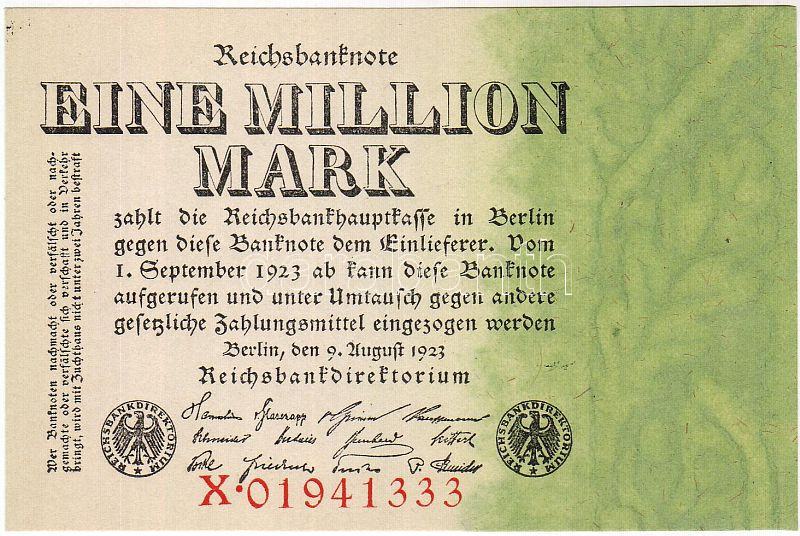 Reichsbanknote
EINE MILLION
MARK
zahlt die Reichsbankhauptkasse in Berlin
gegen diese Banknote dem Einlieferer. Vom
1. September 1923 ab kann diese Banknote
aufgerufen und unter Umtausch gegen andere
gesetzliche Zahlungsmittel eingezogen werden
Berlin, den 9. August 1923
Reichsbankdirektorium
Wer Banknoten nachmacht oder verfälscht oder nach-
gemachte oder verfälschte sich verschafft und in Verkehr
bringt, wird mit Zuchthaus nicht unter zwei Jahren bestraft
REICHSBANKDIREKTORIUM
REICHSBANKDIREKTORIUM
Schneider
Kauffmann
P. Schneider
X·01941333